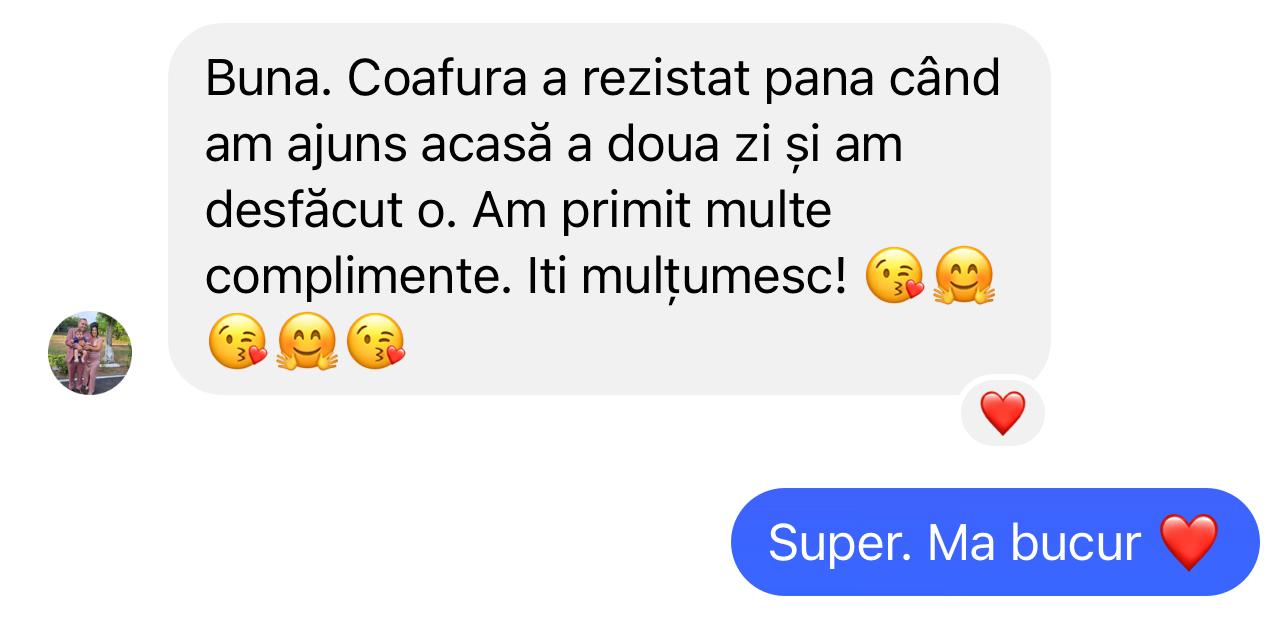 Buna. Coafura a rezistat pana când
am ajuns acasă a doua zi și am
desfăcut o. Am primit multe
complimente. Iti mulțumesc! 😘🤗
😘🤗😘
❤️
Super. Ma bucur ❤️